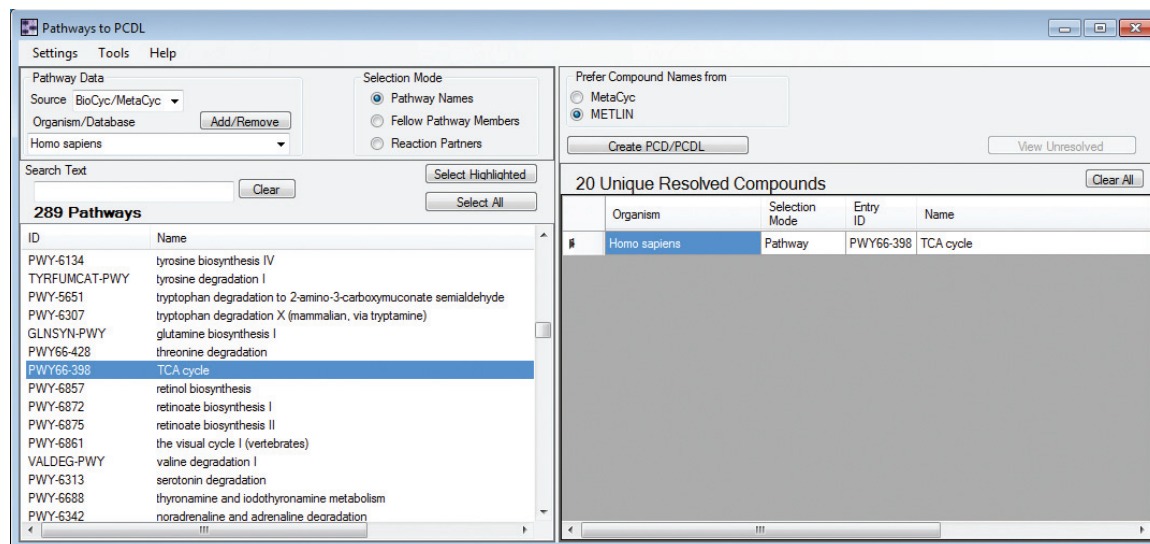 Pathways to PCDL
Settings Tools Help
Pathway Data
Source BioCyc/MetaCyc
Organism/Database Add/Remove
Homo sapiens
Selection Mode
Pathway Names
Fellow Pathway Members
Reaction Partners
Search Text
Clear
Select Highlighted
Select All
289 Pathways
ID Name
PWY-6134 tyrosine biosynthesis IV
TYRFUMCAT-PWY tyrosine degradation I
PWY-5651 tryptophan degradation to 2-amino-3-carboxymuconate semialdehyde
PWY-6307 tryptophan degradation X (mammalian, via tryptamine)
GLNSYN-PWY glutamine biosynthesis I
PWY66-428 threonine degradation
PWY66-398 TCA cycle
PWY-6857 retinol biosynthesis
PWY-6872 retinoate biosynthesis I
PWY-6875 retinoate biosynthesis II
PWY-6861 the visual cycle I (vertebrates)
VALDEG-PWY valine degradation I
PWY-6313 serotonin degradation
PWY-6688 thyronamine and iodothyronamine metabolism
PWY-6342 noradrenaline and adrenaline degradation
Prefer Compound Names from
MetaCyc
METLIN
Create PCD/PCDL View Unresolved
20 Unique Resolved Compounds Clear All
Organism Selection Mode Entry ID Name
Homo sapiens Pathway PWY66-398 TCA cycle